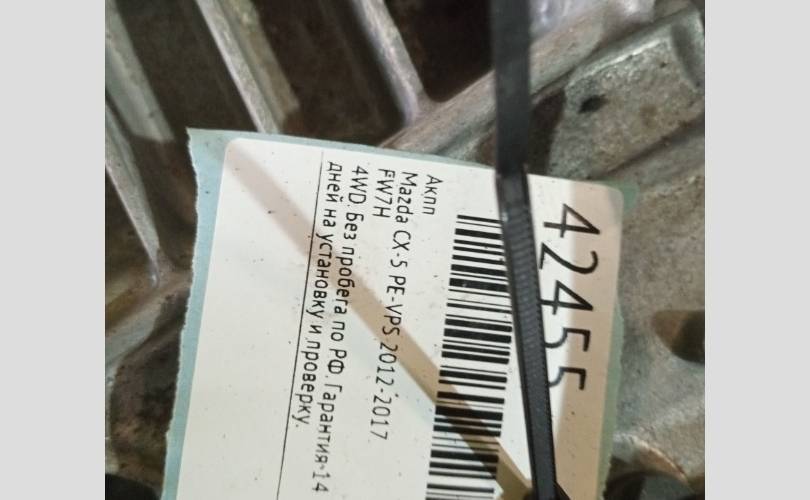 42455
Акпп
Mazda CX-5 PE-VPS 2012-2017
FW7H
4WD. Без пробега по РФ. Гарантия-14
дней на установку и проверку.